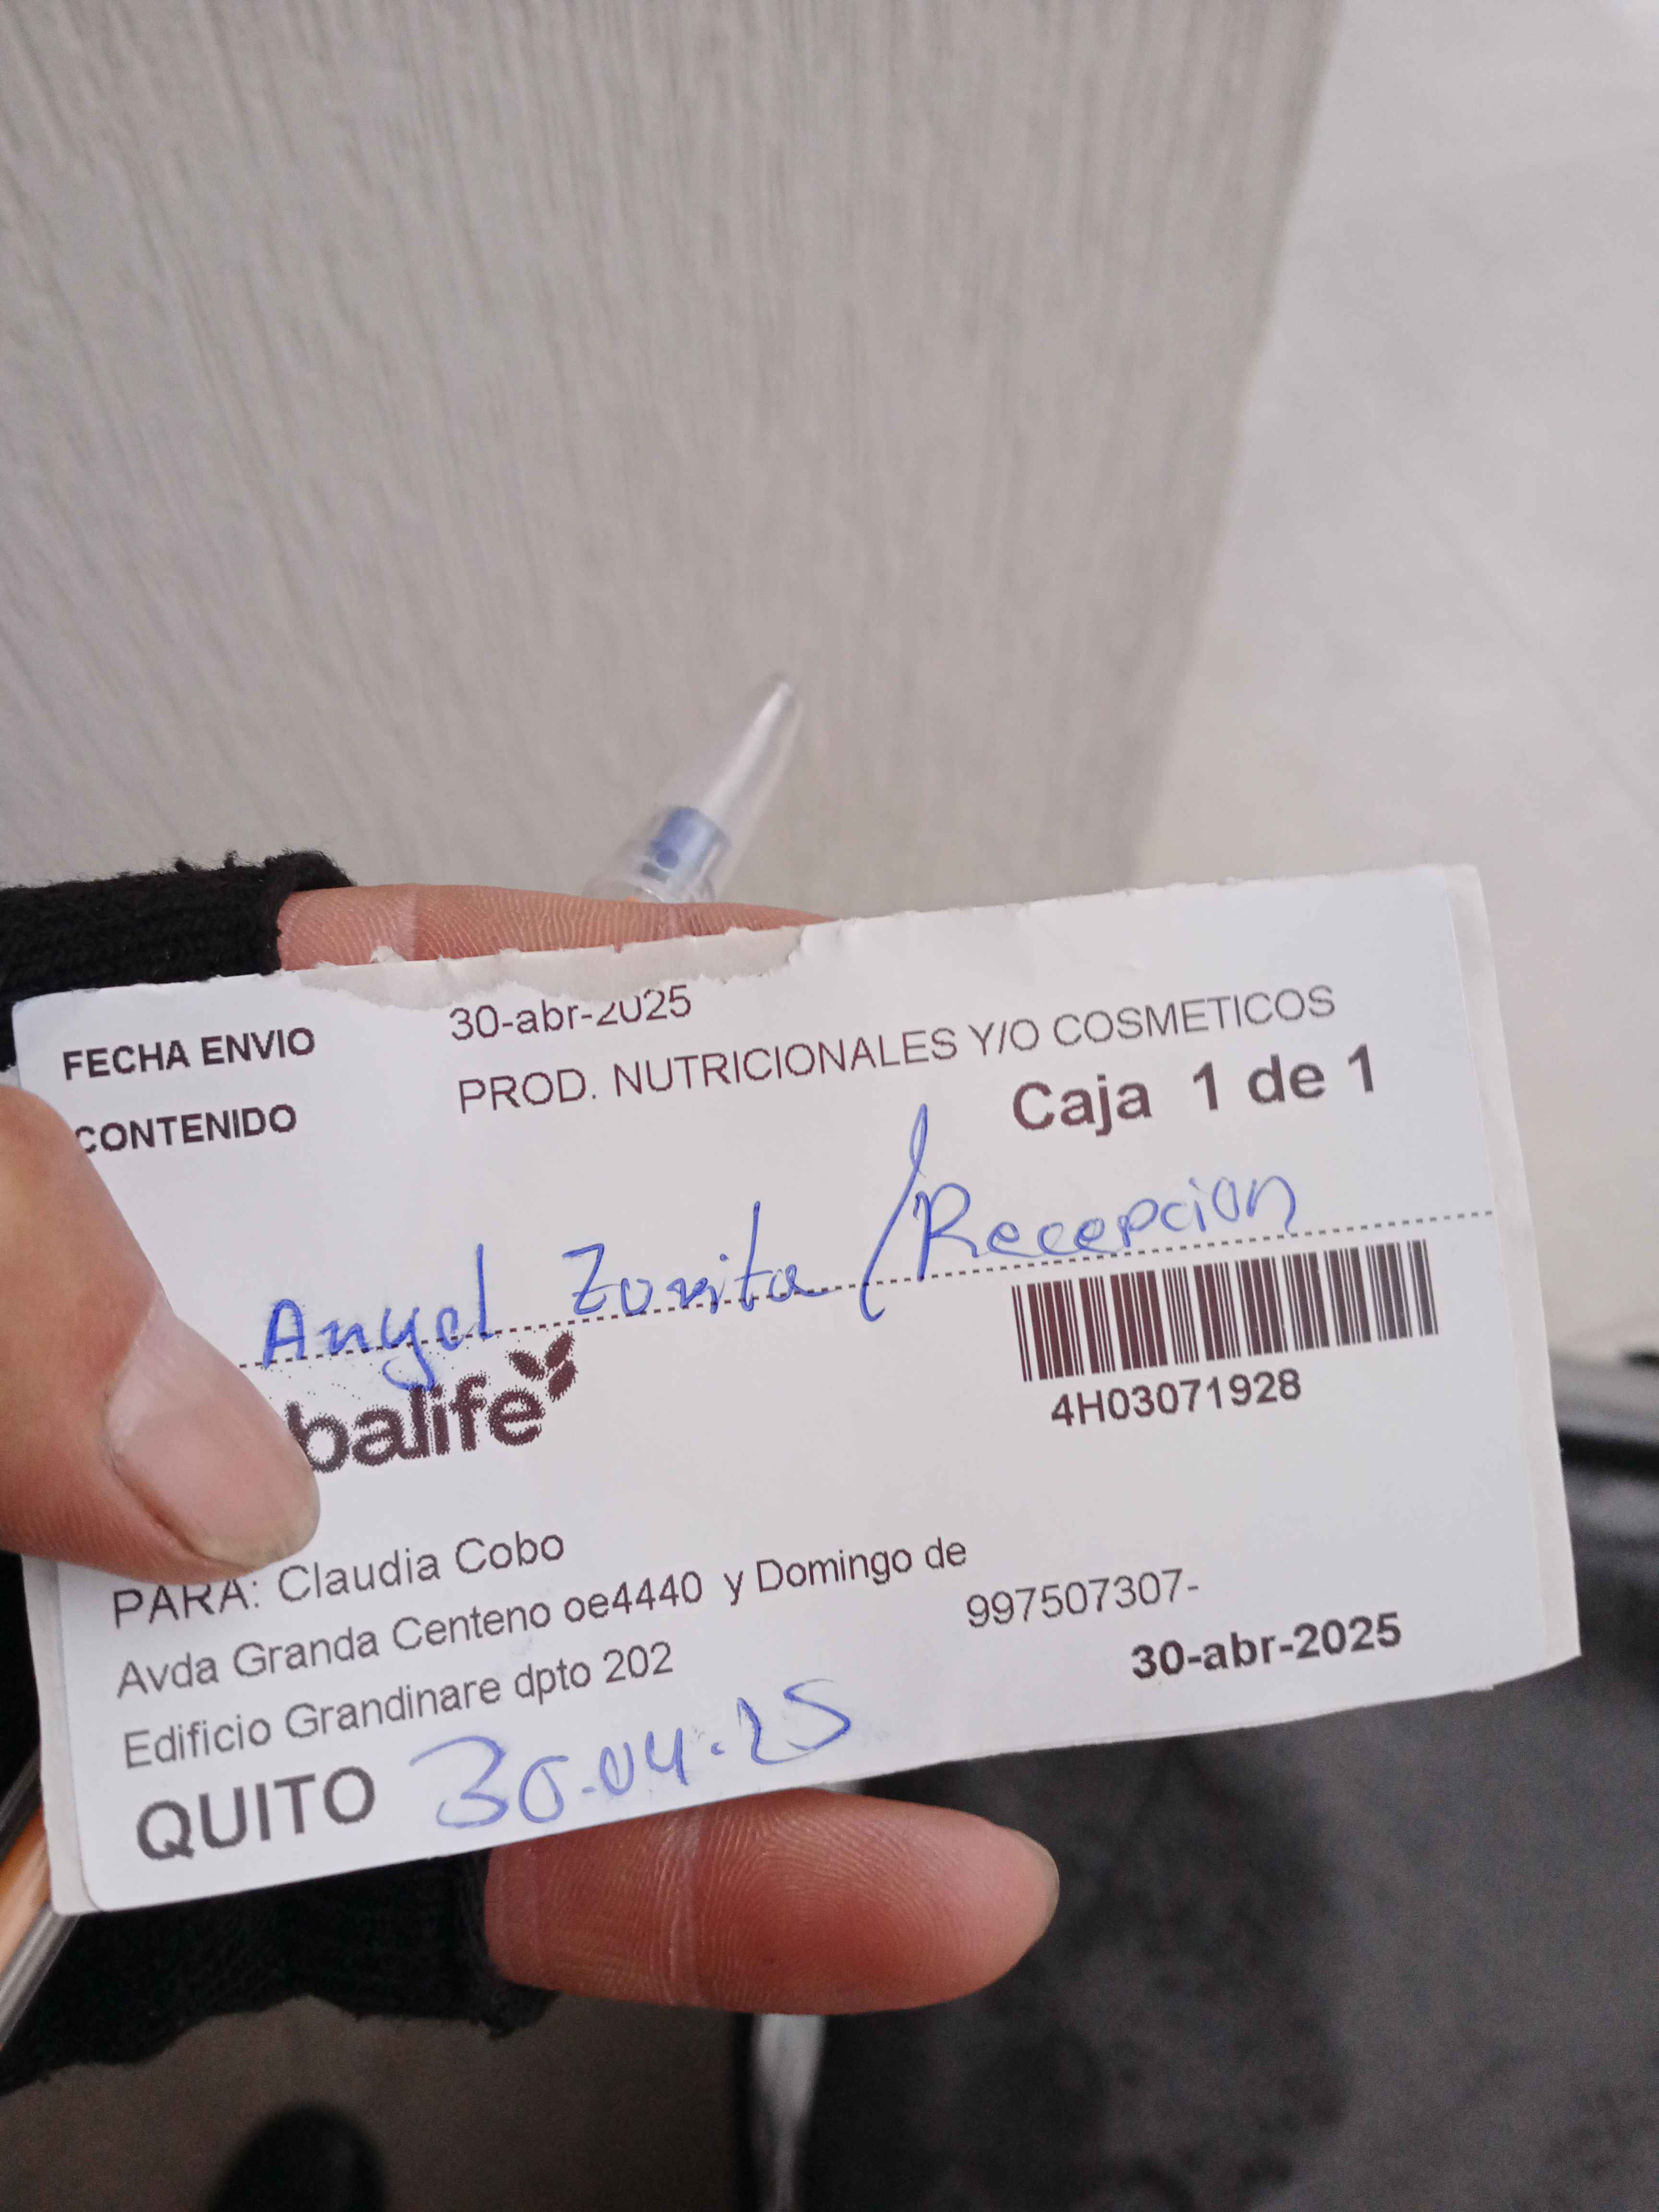 FECHA ENVIO 30-abr-2025
CONTENIDO PROD. NUTRICIONALES Y/O COSMETICOS
Caja 1 de 1
Angel Zurita / Recepcion
balife
4H03071928
PARA: Claudia Cobo
Avda Granda Centeno oe4440 y Domingo de
997507307-
Edificio Grandinare dpto 202
30-abr-2025
QUITO 30.04.25